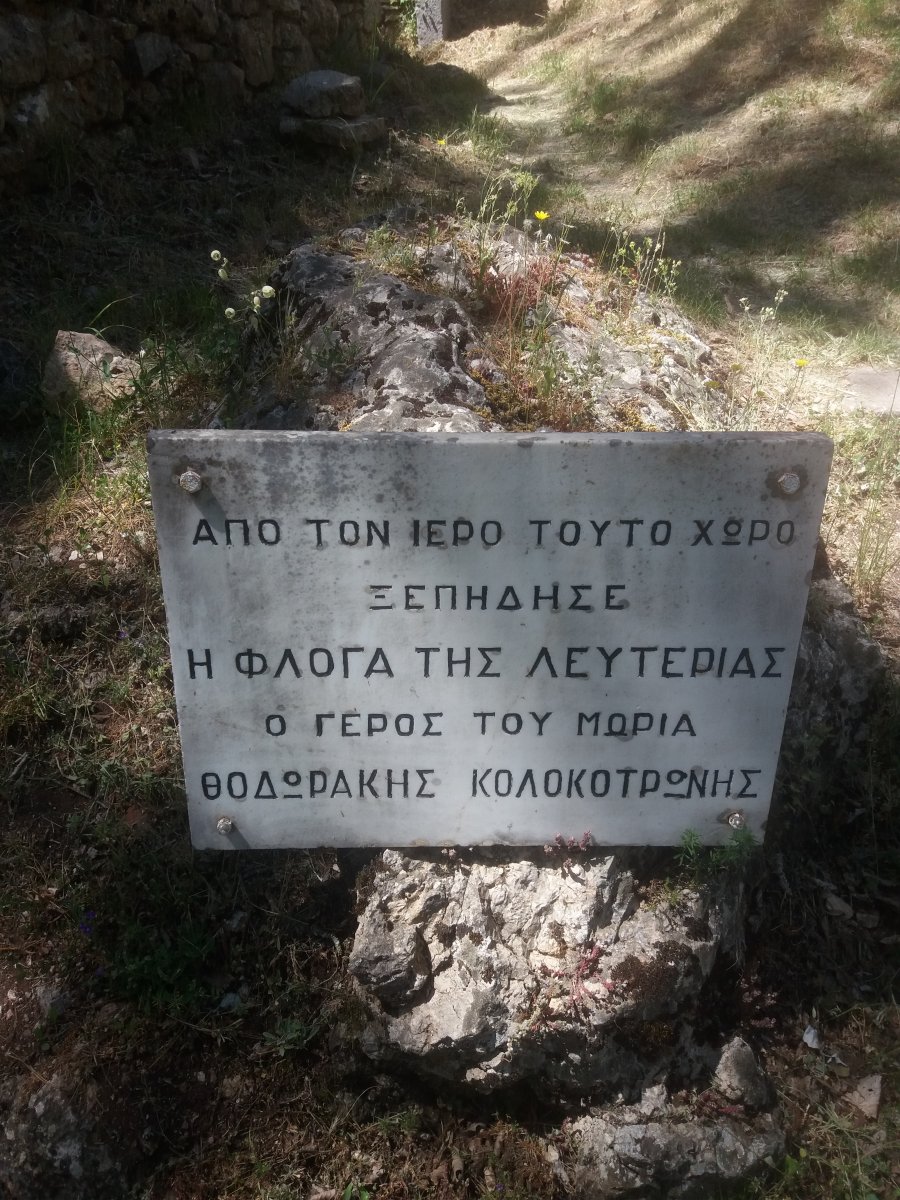 ΑΠΟ ΤΟΝ ΙΕΡΟ ΤΟΥΤΟ ΧΩΡΟ
ΞΕΠΗΔΗΣΕ
Η ΦΛΟΓΑ ΤΗΣ ΛΕΥΤΕΡΙΑΣ
Ο ΓΕΡΟΣ ΤΟΥ ΜΩΡΙΑ
ΘΟΔΩΡΑΚΗΣ ΚΟΛΟΚΟΤΡΩΝΗΣ